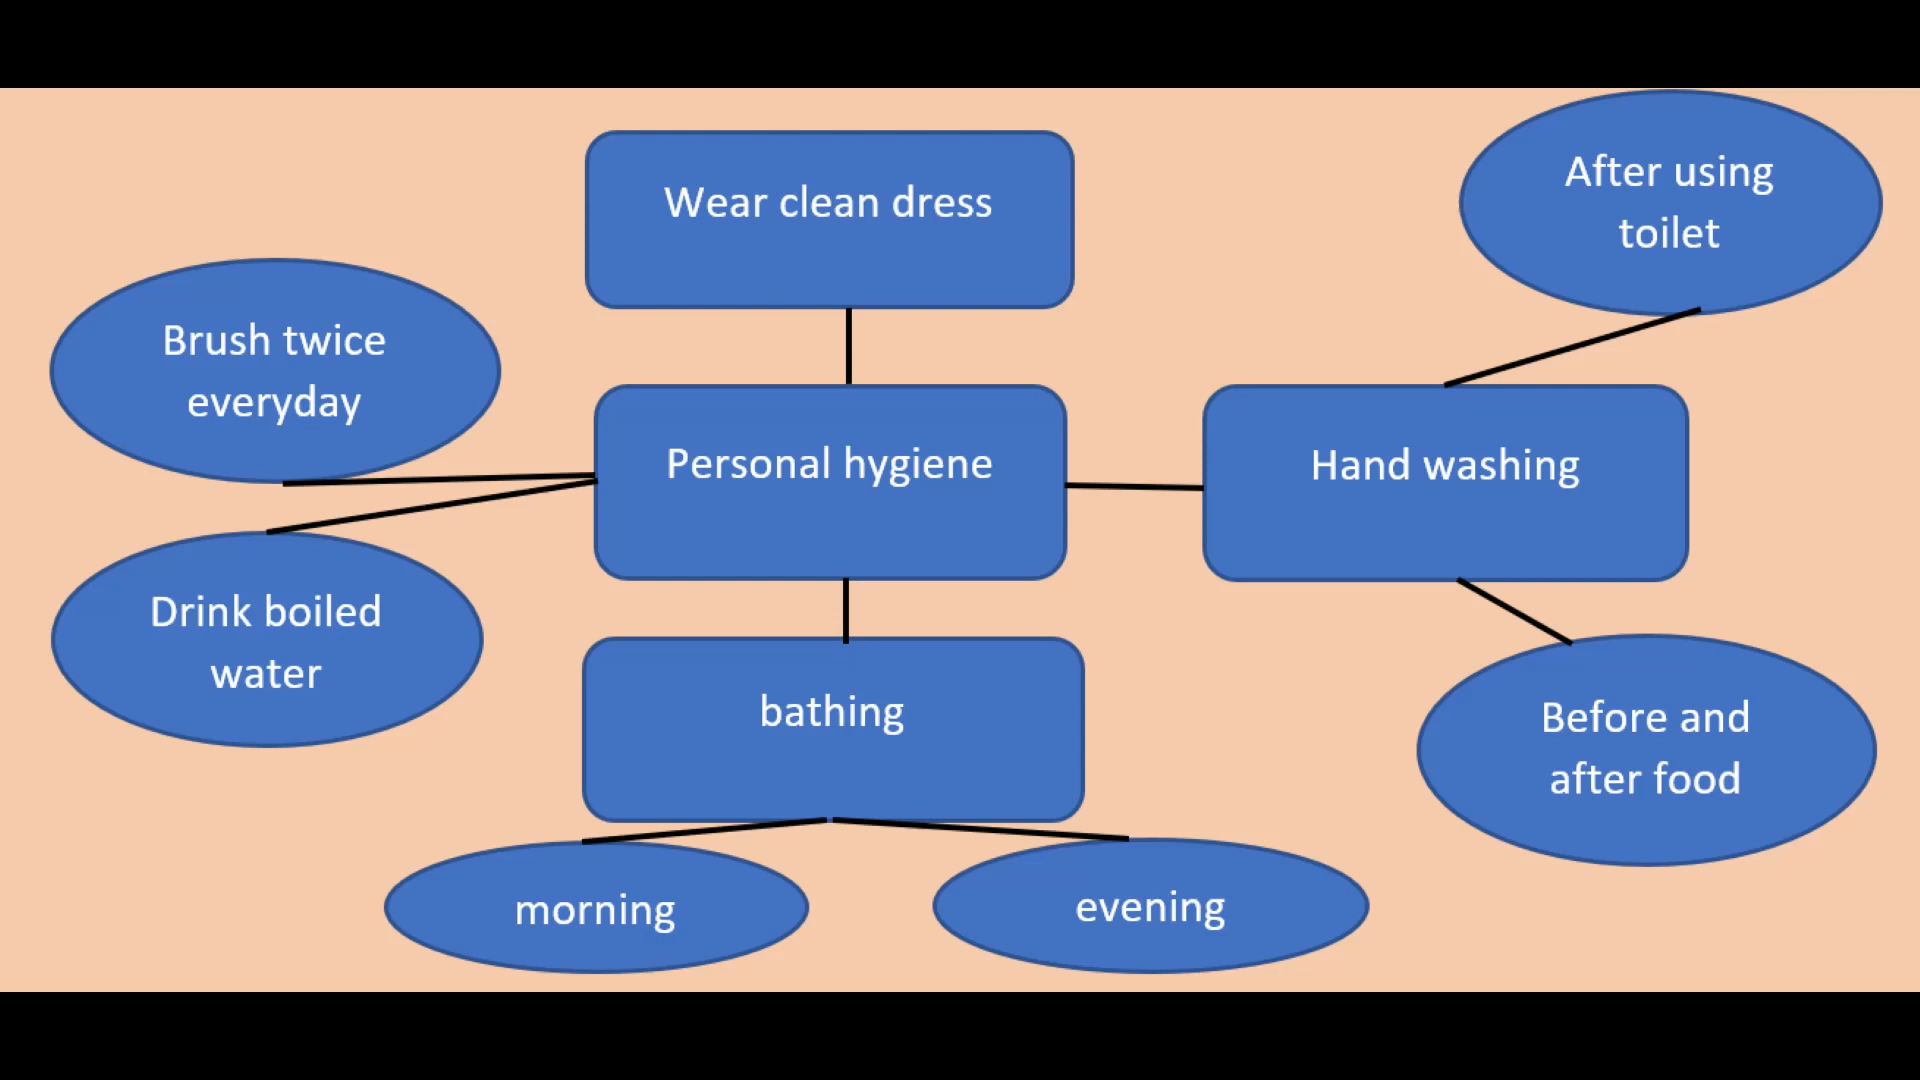 Wear clean dress
After using
toilet
Brush twice
everyday
Personal hygiene
Hand washing
Drink boiled
water
bathing
Before and
after food
morning
evening